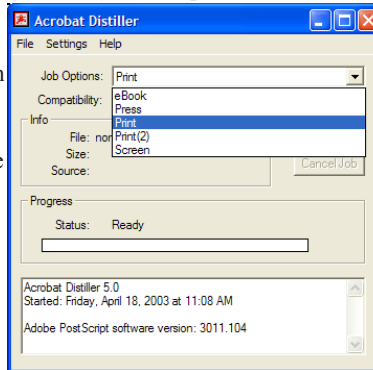 Acrobat Distiller
File Settings Help
Job Options: Print
Compatibility: eBook
Press
Info Print
File: Print(2)
Size: Screen
Source: Cancel Job
Progress
Status: Ready
Acrobat Distiller 5.0
Started: Friday, April 18, 2003 at 11:08 AM
Adobe PostScript software version: 3011.104